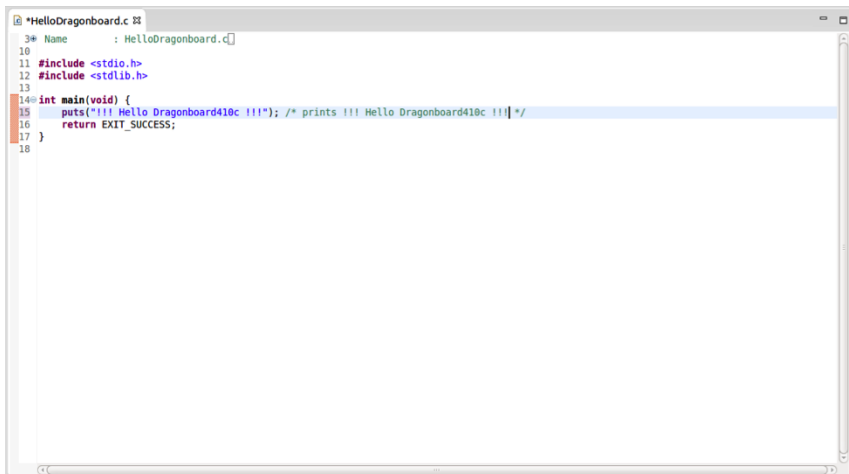 *HelloDragonboard.c
3 Name : HelloDragonboard.c
10
11 #include <stdio.h>
12 #include <stdlib.h>
13
14 int main(void) {
15 puts("!!! Hello Dragonboard410c !!!"); /* prints !!! Hello Dragonboard410c !!! */
16 return EXIT_SUCCESS;
17 }
18